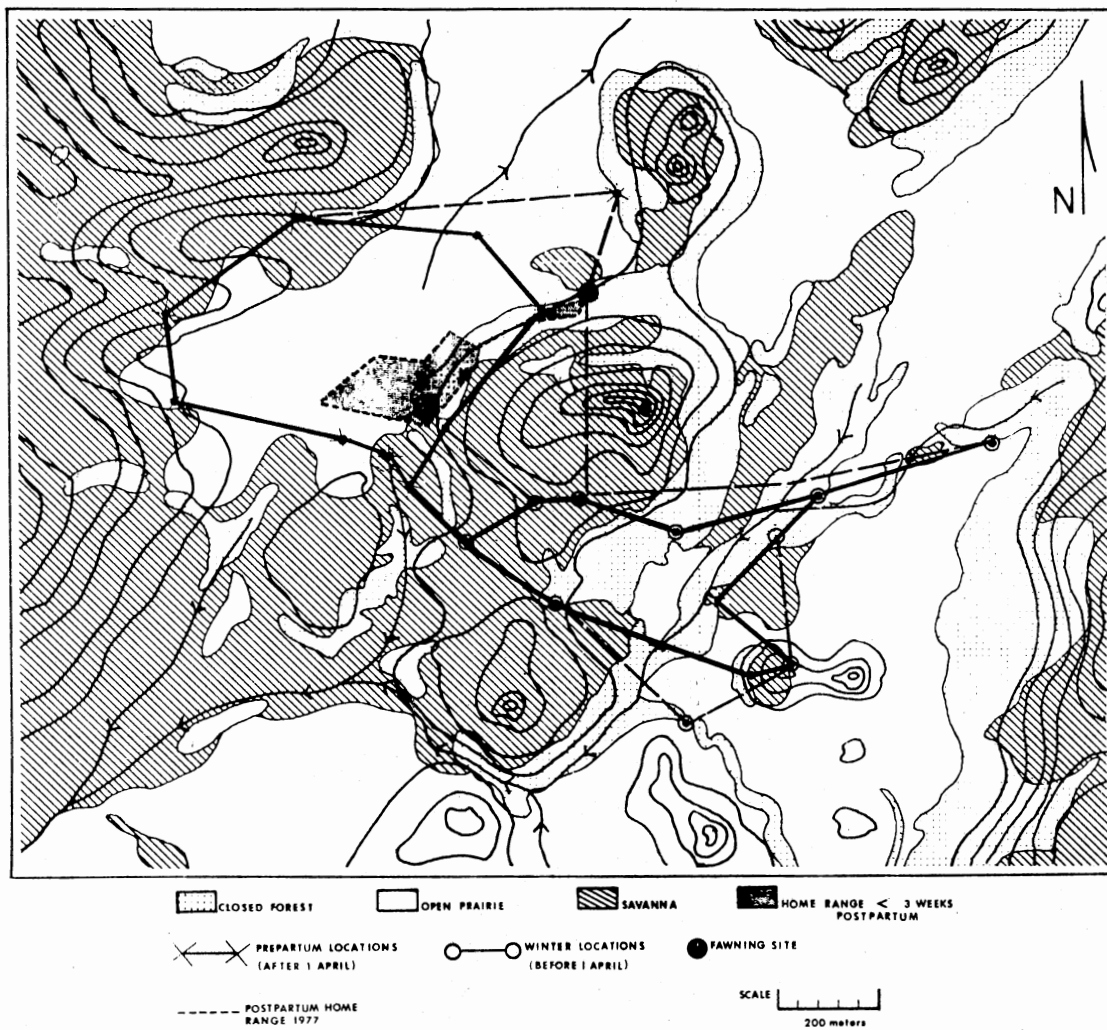 N
CLOSED FOREST
OPEN PRAIRIE
SAVANNA
HOME RANGE < 3 WEEKS
POSTPARTUM
PREPARTUM LOCATIONS
(AFTER 1 APRIL)
WINTER LOCATIONS
(BEFORE 1 APRIL)
FAWNING SITE
POSTPARTUM HOME
RANGE 1977
SCALE
200 meters